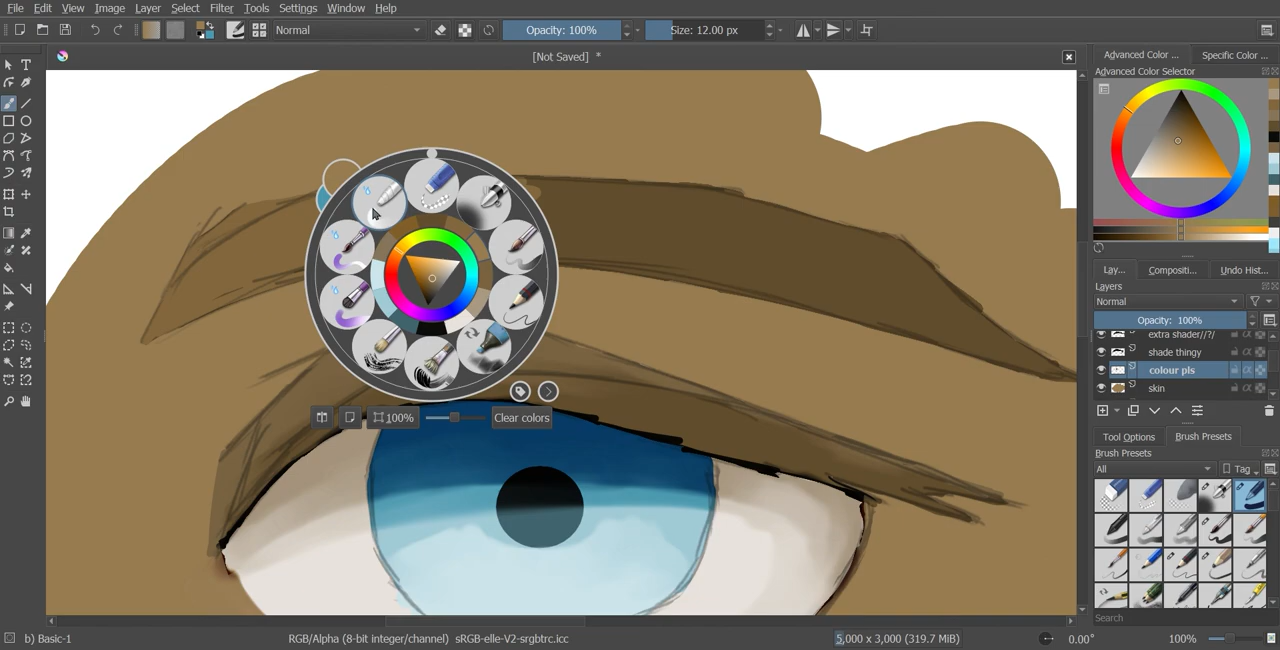 File Edit View Image Layer Select Filter Tools Settings Window Help
Normal Opacity: 100% Size: 12.00 px
[Not Saved] *
Advanced Color ... Specific Color ...
Advanced Color Selector
Lay... Compositi... Undo Hist...
Layers
Normal
Opacity: 100%
extra shader//?/
shade thingy
colour pls
skin
100% Clear colors
Tool Options Brush Presets
Brush Presets
All Tag
Search
b) Basic-1 RGB/Alpha (8-bit integer/channel) sRGB-elle-V2-srgbtrc.icc 5,000 x 3,000 (319.7 MiB) 0.00° 100%